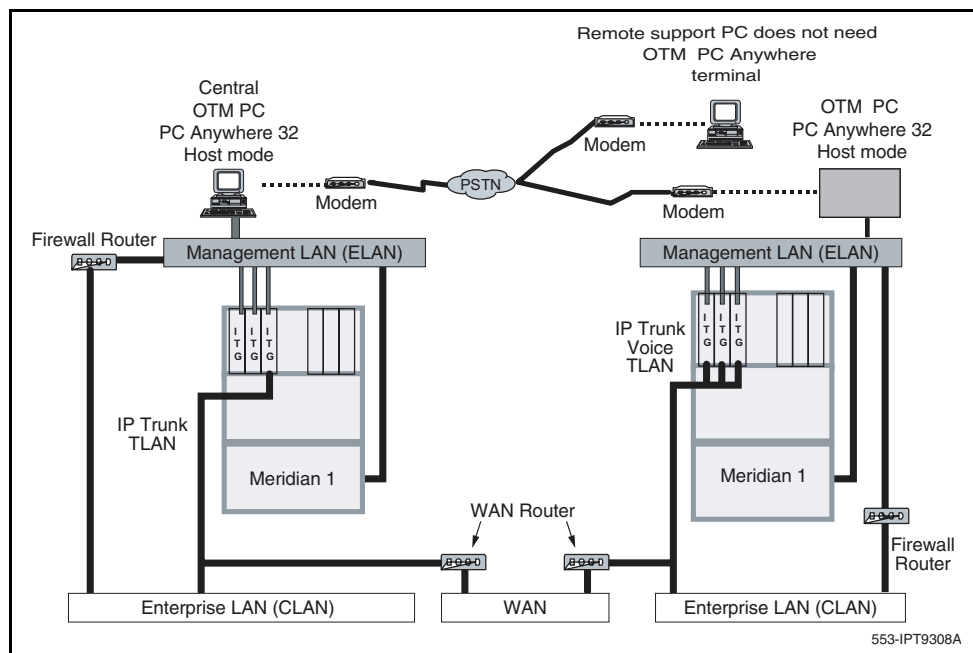 Remote support PC does not need
OTM PC Anywhere
terminal
Central
OTM PC
PC Anywhere 32
Host mode
OTM PC
PC Anywhere 32
Host mode
Modem
PSTN
Modem
Modem
Firewall Router
Management LAN (ELAN)
Management LAN (ELAN)
I
T
G
I
T
G
I
T
G
I
T
G
I
T
G
I
T
G
IP Trunk
Voice
TLAN
IP Trunk
TLAN
Meridian 1
Meridian 1
WAN Router
Firewall
Router
Enterprise LAN (CLAN)
WAN
Enterprise LAN (CLAN)
553-IPT9308A